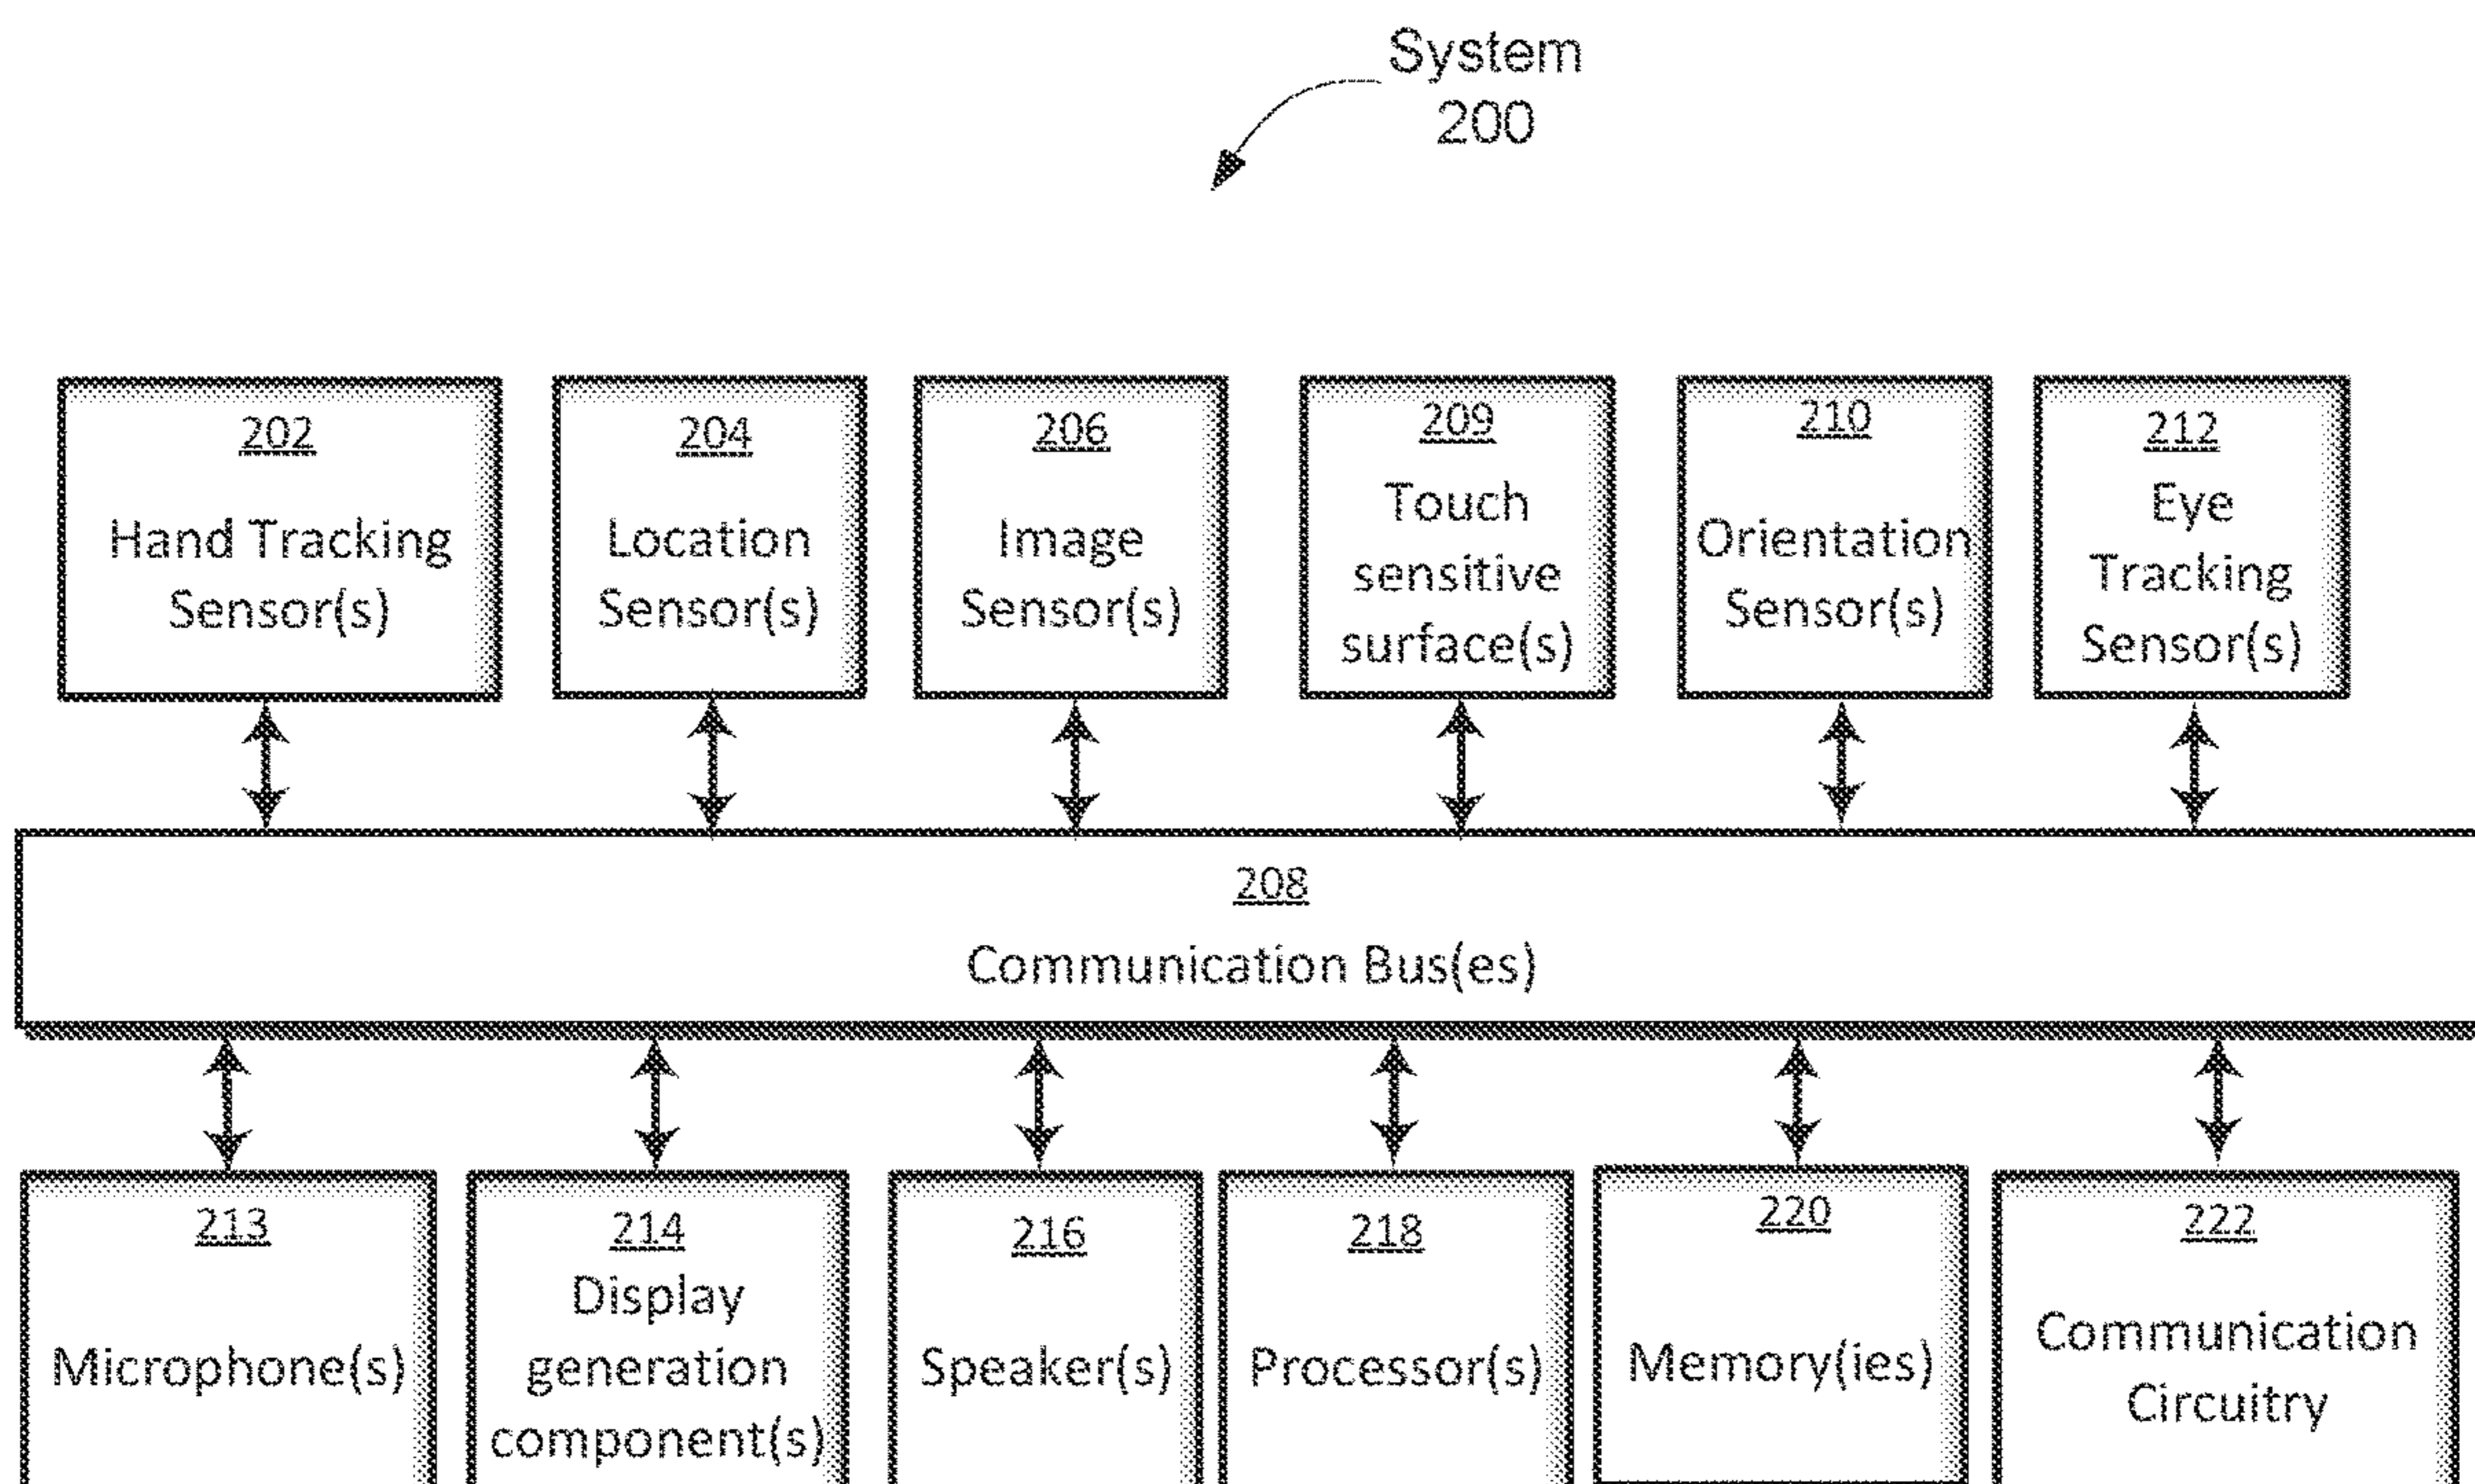 System
200
202
Hand Tracking
Sensor(s)
204
Location
Sensor(s)
206
Image
Sensor(s)
209
Touch
sensitive
surface(s)
210
Orientation
Sensor(s)
212
Eye
Tracking
Sensor(s)
208
Communication Bus(es)
213
Microphone(s)
214
Display
generation
component(s)
216
Speaker(s)
218
Processor(s)
220
Memory(ies)
222
Communication
Circuitry